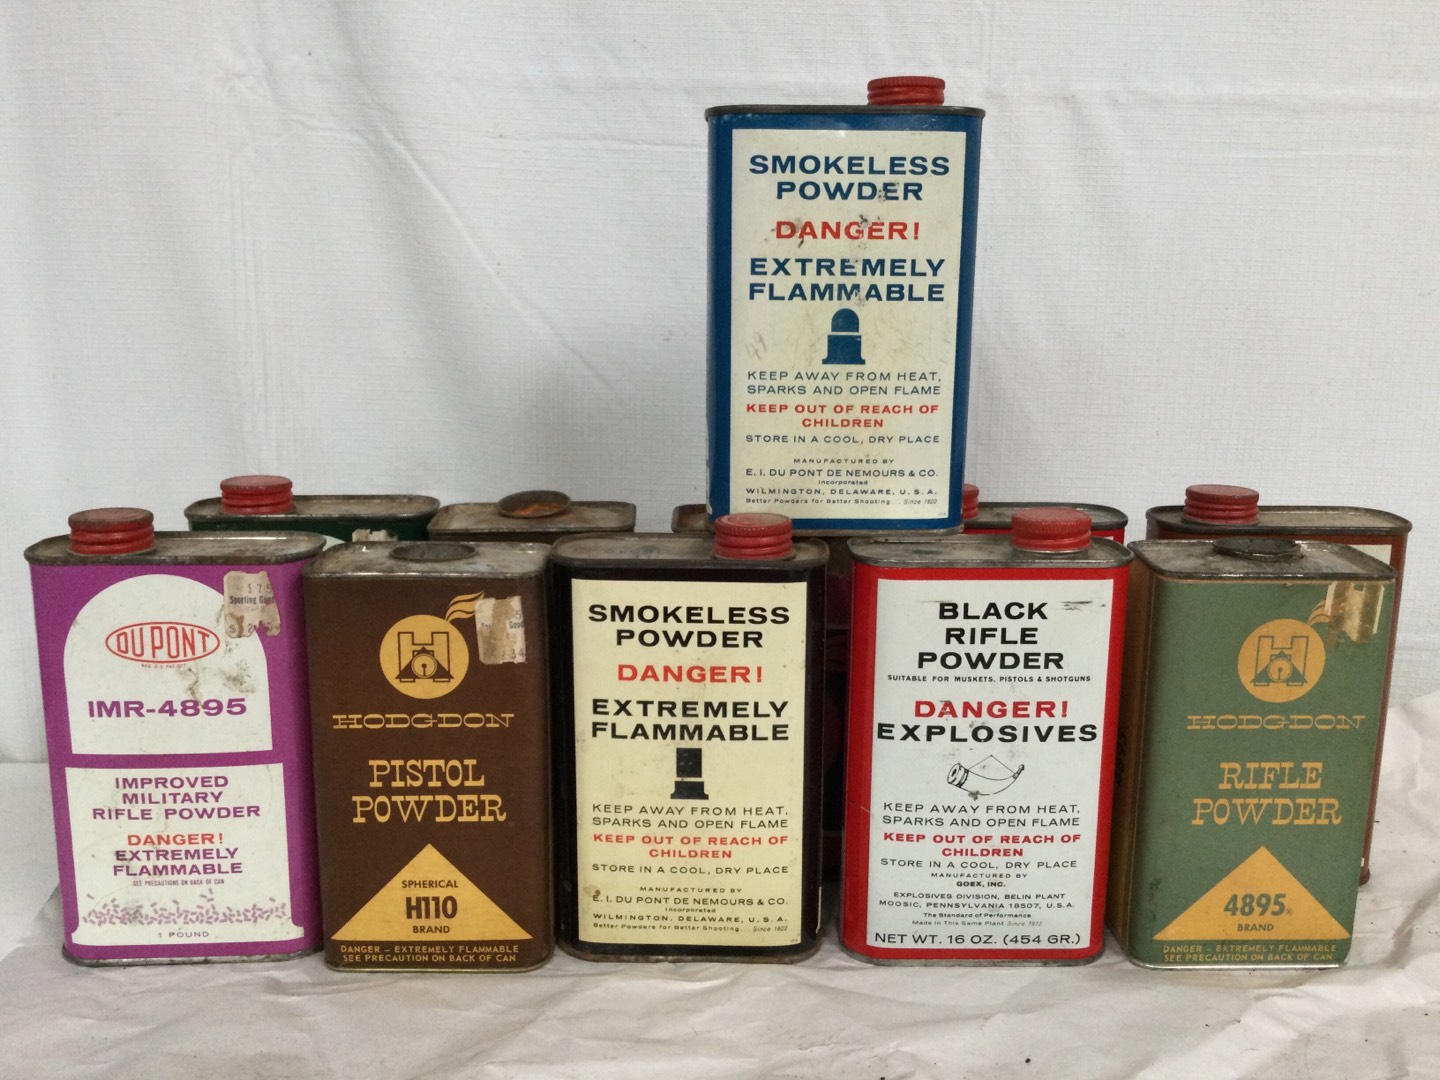 SMOKELESS
POWDER
DANGER!
EXTREMELY
FLAMMABLE
49
KEEP AWAY FROM HEAT,
SPARKS AND OPEN FLAME
KEEP OUT OF REACH OF
CHILDREN
STORE IN A COOL, DRY PLACE
MANUFACTURED BY
E. I. DU PONT DE NEMOURS & CO.
Incorporated
WILMINGTON, DELAWARE, U. S. A.
Better Powders for Better Shooting... Since 1802
175
Sporting
DU PONT
REG. U.S. PAT. OFF.
IMR-4895
IMPROVED
MILITARY
RIFLE POWDER
DANGER!
EXTREMELY
FLAMMABLE
SEE PRECAUTIONS ON BACK OF CAN
1 POUND
H
HODGDON
PISTOL
POWDER
SPHERICAL
H110
BRAND
DANGER – EXTREMELY FLAMMABLE
SEE PRECAUTION ON BACK OF CAN
SMOKELESS
POWDER
DANGER!
EXTREMELY
FLAMMABLE
KEEP AWAY FROM HEAT,
SPARKS AND OPEN FLAME
KEEP OUT OF REACH OF
CHILDREN
STORE IN A COOL, DRY PLACE
MANUFACTURED BY
E. I. DU PONT DE NEMOURS & CO.
Incorporated
WILMINGTON, DELAWARE, U. S. A.
Better Powders for Better Shooting... Since 1802
BLACK
RIFLE
POWDER
SUITABLE FOR MUSKETS, PISTOLS & SHOTGUNS
DANGER!
EXPLOSIVES
KEEP AWAY FROM HEAT,
SPARKS AND OPEN FLAME
KEEP OUT OF REACH OF
CHILDREN
STORE IN A COOL, DRY PLACE
MANUFACTURED BY
GOEX, INC.
EXPLOSIVES DIVISION, BELIN PLANT
MOOSIC, PENNSYLVANIA 18507, U.S.A.
The Standard of Performance
Made in This Same Plant Since 1912
NET WT. 16 OZ. (454 GR.)
H
HODGDON
RIFLE
POWDER
4895
BRAND
DANGER – EXTREMELY FLAMMABLE
SEE PRECAUTION ON BACK OF CAN